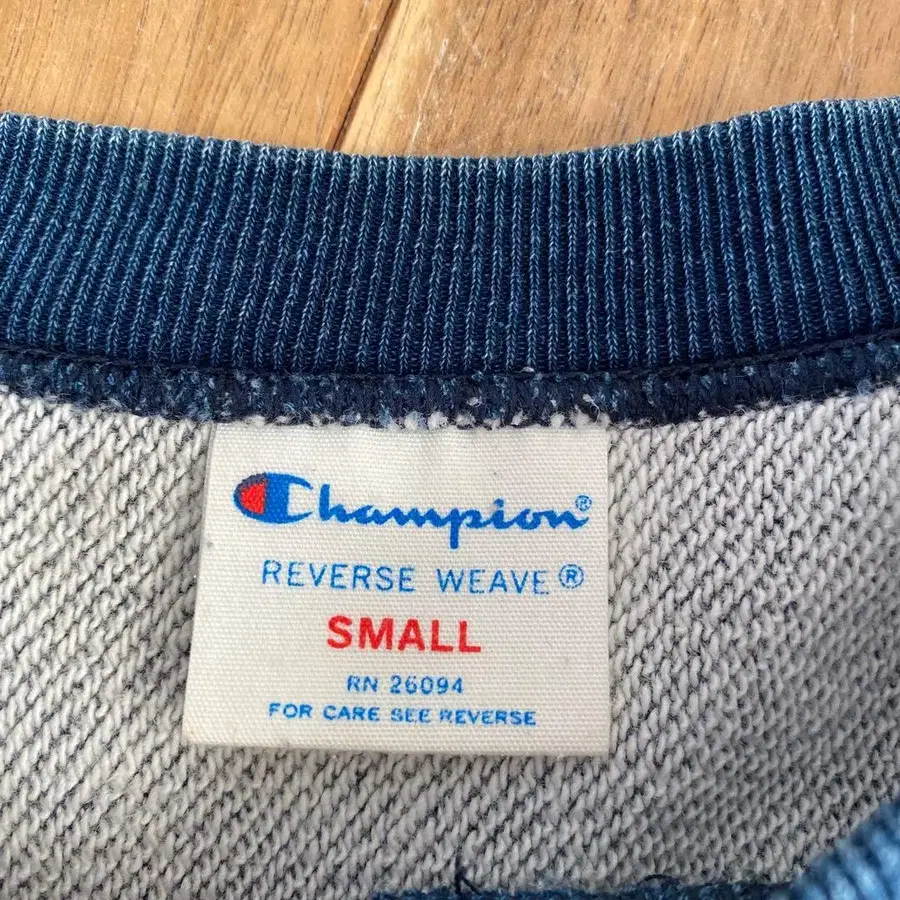 Champion®
REVERSE WEAVE®
SMALL
RN 26094
FOR CARE SEE REVERSE